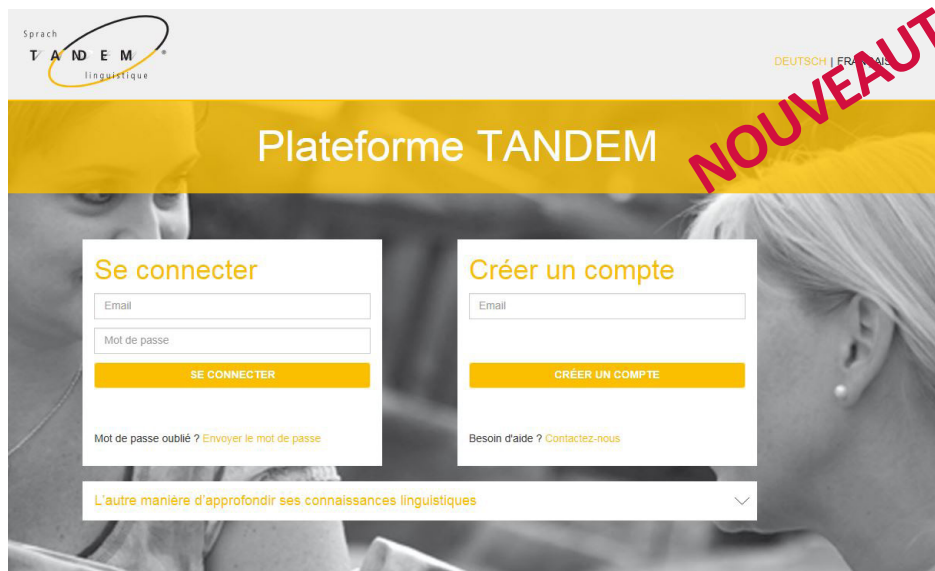 Sprach
TANDEM®
linguistique
DEUTSCH | FRANÇAIS
NOUVEAUT
Plateforme TANDEM
Se connecter
Email
Mot de passe
SE CONNECTER
Mot de passe oublié ? Envoyer le mot de passe
Créer un compte
Email
CRÉER UN COMPTE
Besoin d'aide ? Contactez-nous
L'autre manière d'approfondir ses connaissances linguistiques